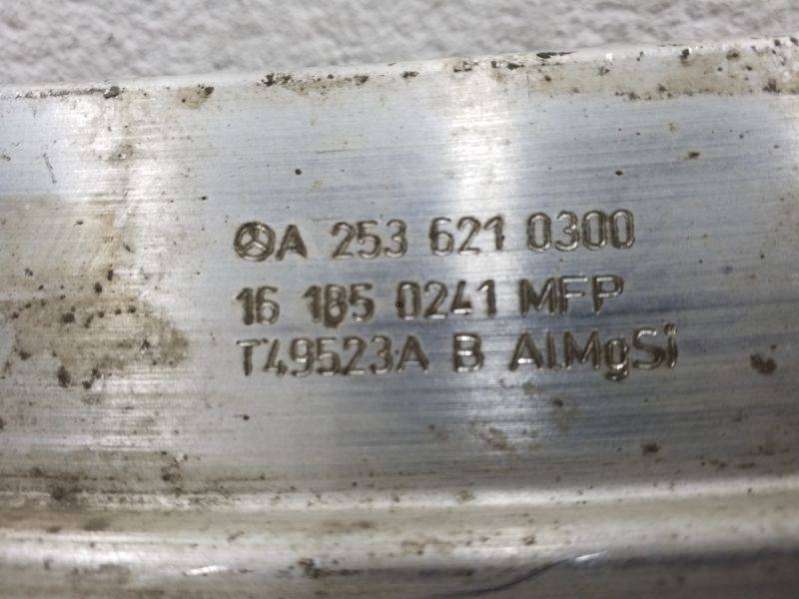 A 253 621 0300
16 185 0241 MFP
T49523A B AlMgSi